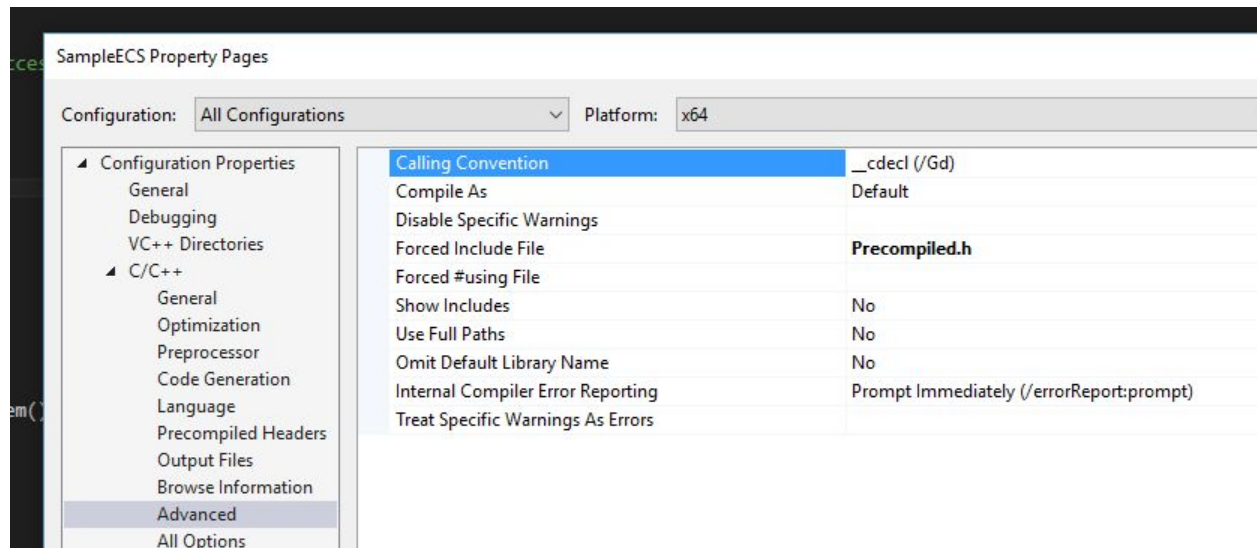 SampleECS Property Pages
Configuration: All Configurations Platform: x64
Configuration Properties
General
Debugging
VC++ Directories
C/C++
General
Optimization
Preprocessor
Code Generation
Language
Precompiled Headers
Output Files
Browse Information
Advanced
All Options
Calling Convention __cdecl (/Gd)
Compile As Default
Disable Specific Warnings
Forced Include File Precompiled.h
Forced #using File
Show Includes No
Use Full Paths No
Omit Default Library Name No
Internal Compiler Error Reporting Prompt Immediately (/errorReport:prompt)
Treat Specific Warnings As Errors